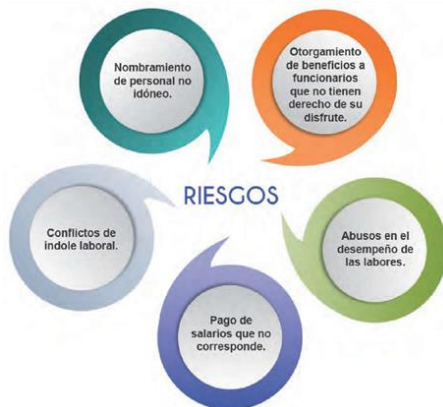 Nombramiento
de personal no
idóneo.
Otorgamiento
de beneficios a
funcionarios
que no tienen
derecho de su
disfrute.
RIESGOS
Conflictos de
índole laboral.
Abusos en el
desempeño de
las labores.
Pago de
salarios que no
corresponde.